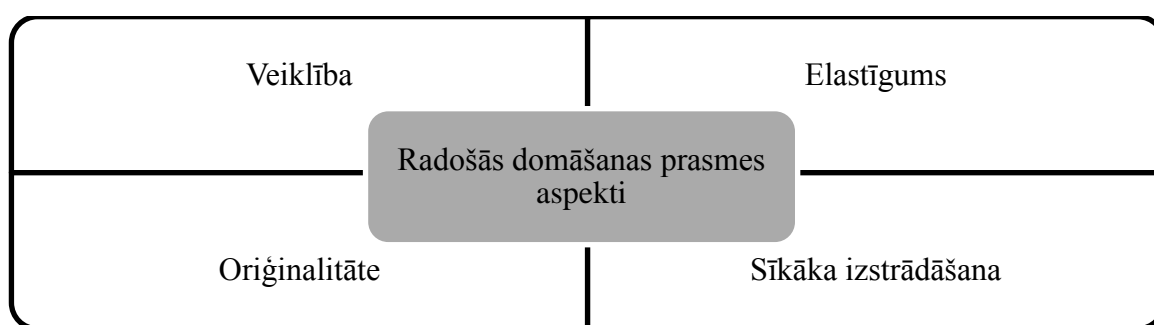 Veiklība
Elastīgums
Radošās domāšanas prasmes
aspekti
Oriģinalitāte
Sīkāka izstrādāšana